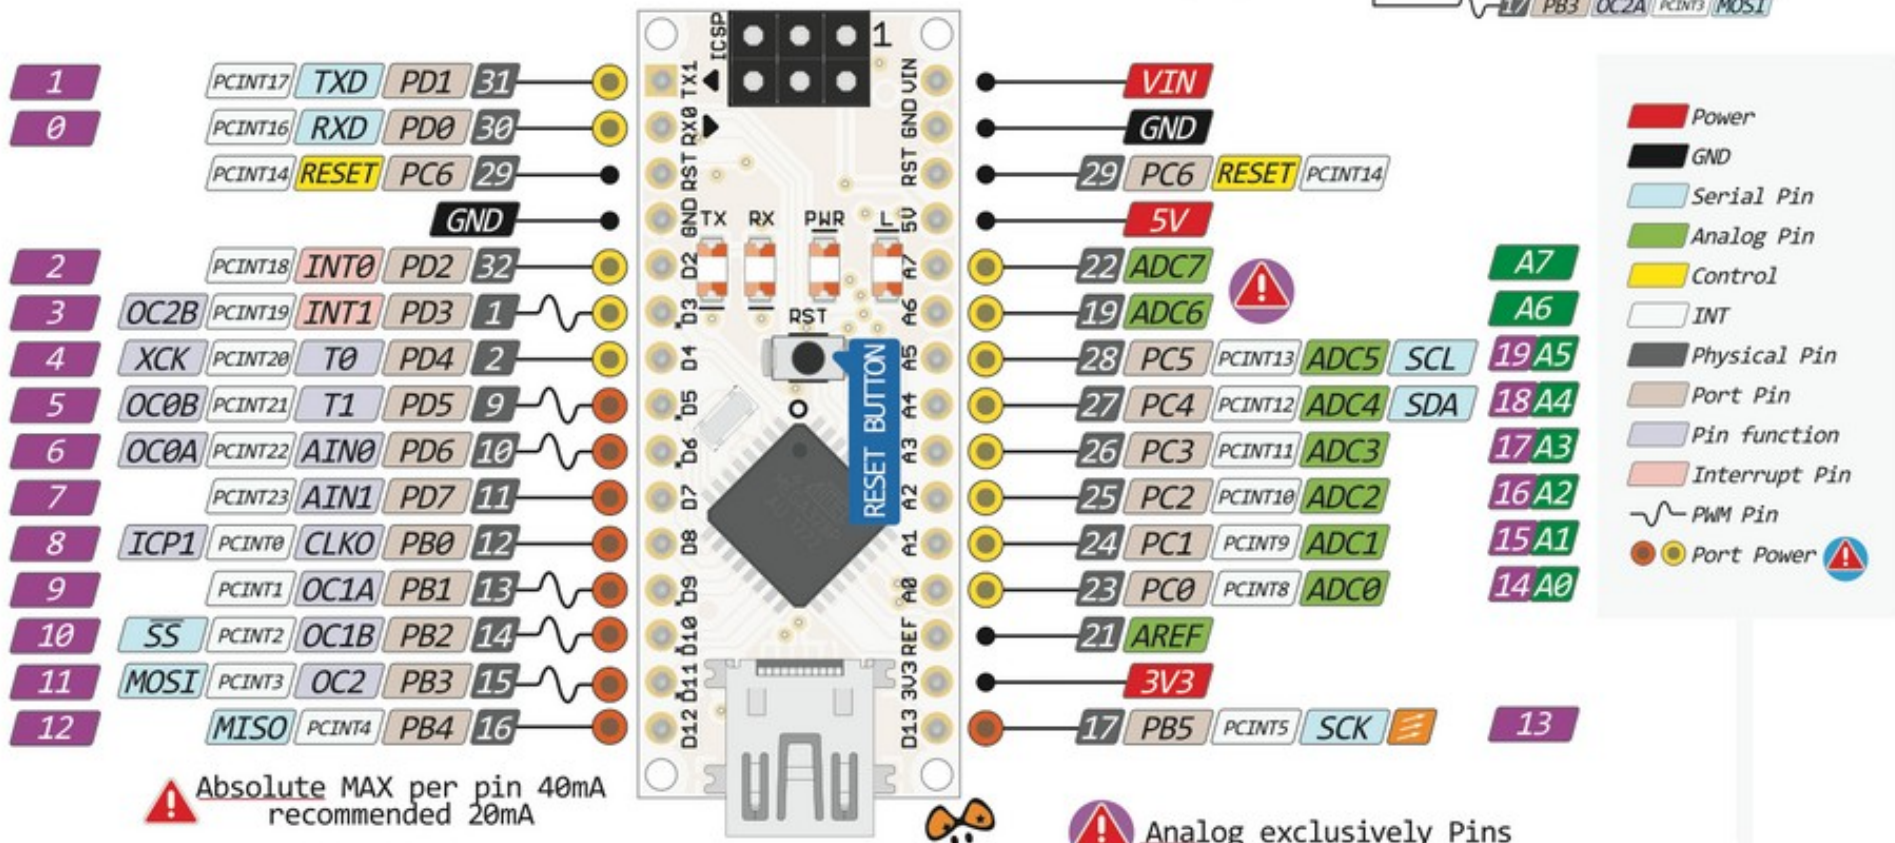 17 PB3 OC2A PCINT3 MOSI
ICSP 1
1 PCINT17 TXD PD1 31 TX1 VIN VIN
0 PCINT16 RXD PD0 30 RX0 GND GND
PCINT14 RESET PC6 29 RST RST 29 PC6 RESET PCINT14
GND GND TX RX PWR L 5V 5V
2 PCINT18 INT0 PD2 32 D2 A7 22 ADC7 A7
3 OC2B PCINT19 INT1 PD3 1 D3 A6 19 ADC6 A6
RST
4 XCK PCINT20 T0 PD4 2 D4 A5 28 PC5 PCINT13 ADC5 SCL 19 A5
5 OC0B PCINT21 T1 PD5 9 D5 A4 27 PC4 PCINT12 ADC4 SDA 18 A4
6 OC0A PCINT22 AIN0 PD6 10 D6 A3 26 PC3 PCINT11 ADC3 17 A3
RESET BUTTON
7 PCINT23 AIN1 PD7 11 D7 A2 25 PC2 PCINT10 ADC2 16 A2
8 ICP1 PCINT0 CLKO PB0 12 D8 A1 24 PC1 PCINT9 ADC1 15 A1
9 PCINT1 OC1A PB1 13 D9 A0 23 PC0 PCINT8 ADC0 14 A0
10 SS PCINT2 OC1B PB2 14 D10 REF 21 AREF
11 MOSI PCINT3 OC2 PB3 15 D11 3V3 3V3
12 MISO PCINT4 PB4 16 D12 D13 17 PB5 PCINT5 SCK 13
Power
GND
Serial Pin
Analog Pin
Control
INT
Physical Pin
Port Pin
Pin function
Interrupt Pin
PWM Pin
Port Power
Absolute MAX per pin 40mA
recommended 20mA
Analog exclusively Pins